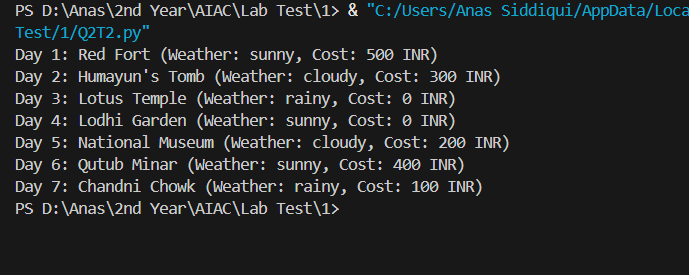 PS D:\Anas\2nd Year\AIAC\Lab Test\1> & "C:/Users/Anas Siddiqui/AppData/Loca
Test/1/Q2T2.py"
Day 1: Red Fort (Weather: sunny, Cost: 500 INR)
Day 2: Humayun's Tomb (Weather: cloudy, Cost: 300 INR)
Day 3: Lotus Temple (Weather: rainy, Cost: 0 INR)
Day 4: Lodhi Garden (Weather: sunny, Cost: 0 INR)
Day 5: National Museum (Weather: cloudy, Cost: 200 INR)
Day 6: Qutub Minar (Weather: sunny, Cost: 400 INR)
Day 7: Chandni Chowk (Weather: rainy, Cost: 100 INR)
PS D:\Anas\2nd Year\AIAC\Lab Test\1>